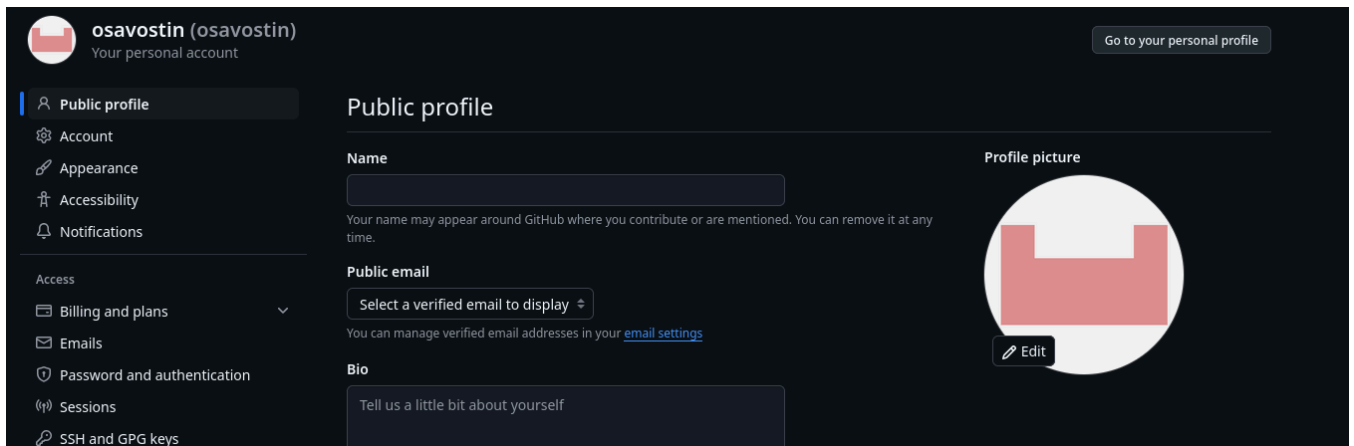 osavostin (osavostin)
Your personal account
Go to your personal profile
Public profile
Account
Appearance
Accessibility
Notifications
Access
Billing and plans
Emails
Password and authentication
Sessions
SSH and GPG keys
Public profile
Name
Your name may appear around GitHub where you contribute or are mentioned. You can remove it at any
time.
Public email
Select a verified email to display
You can manage verified email addresses in your email settings
Bio
Tell us a little bit about yourself
Profile picture
Edit